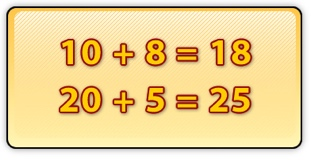 10 + 8 = 18
20 + 5 = 25